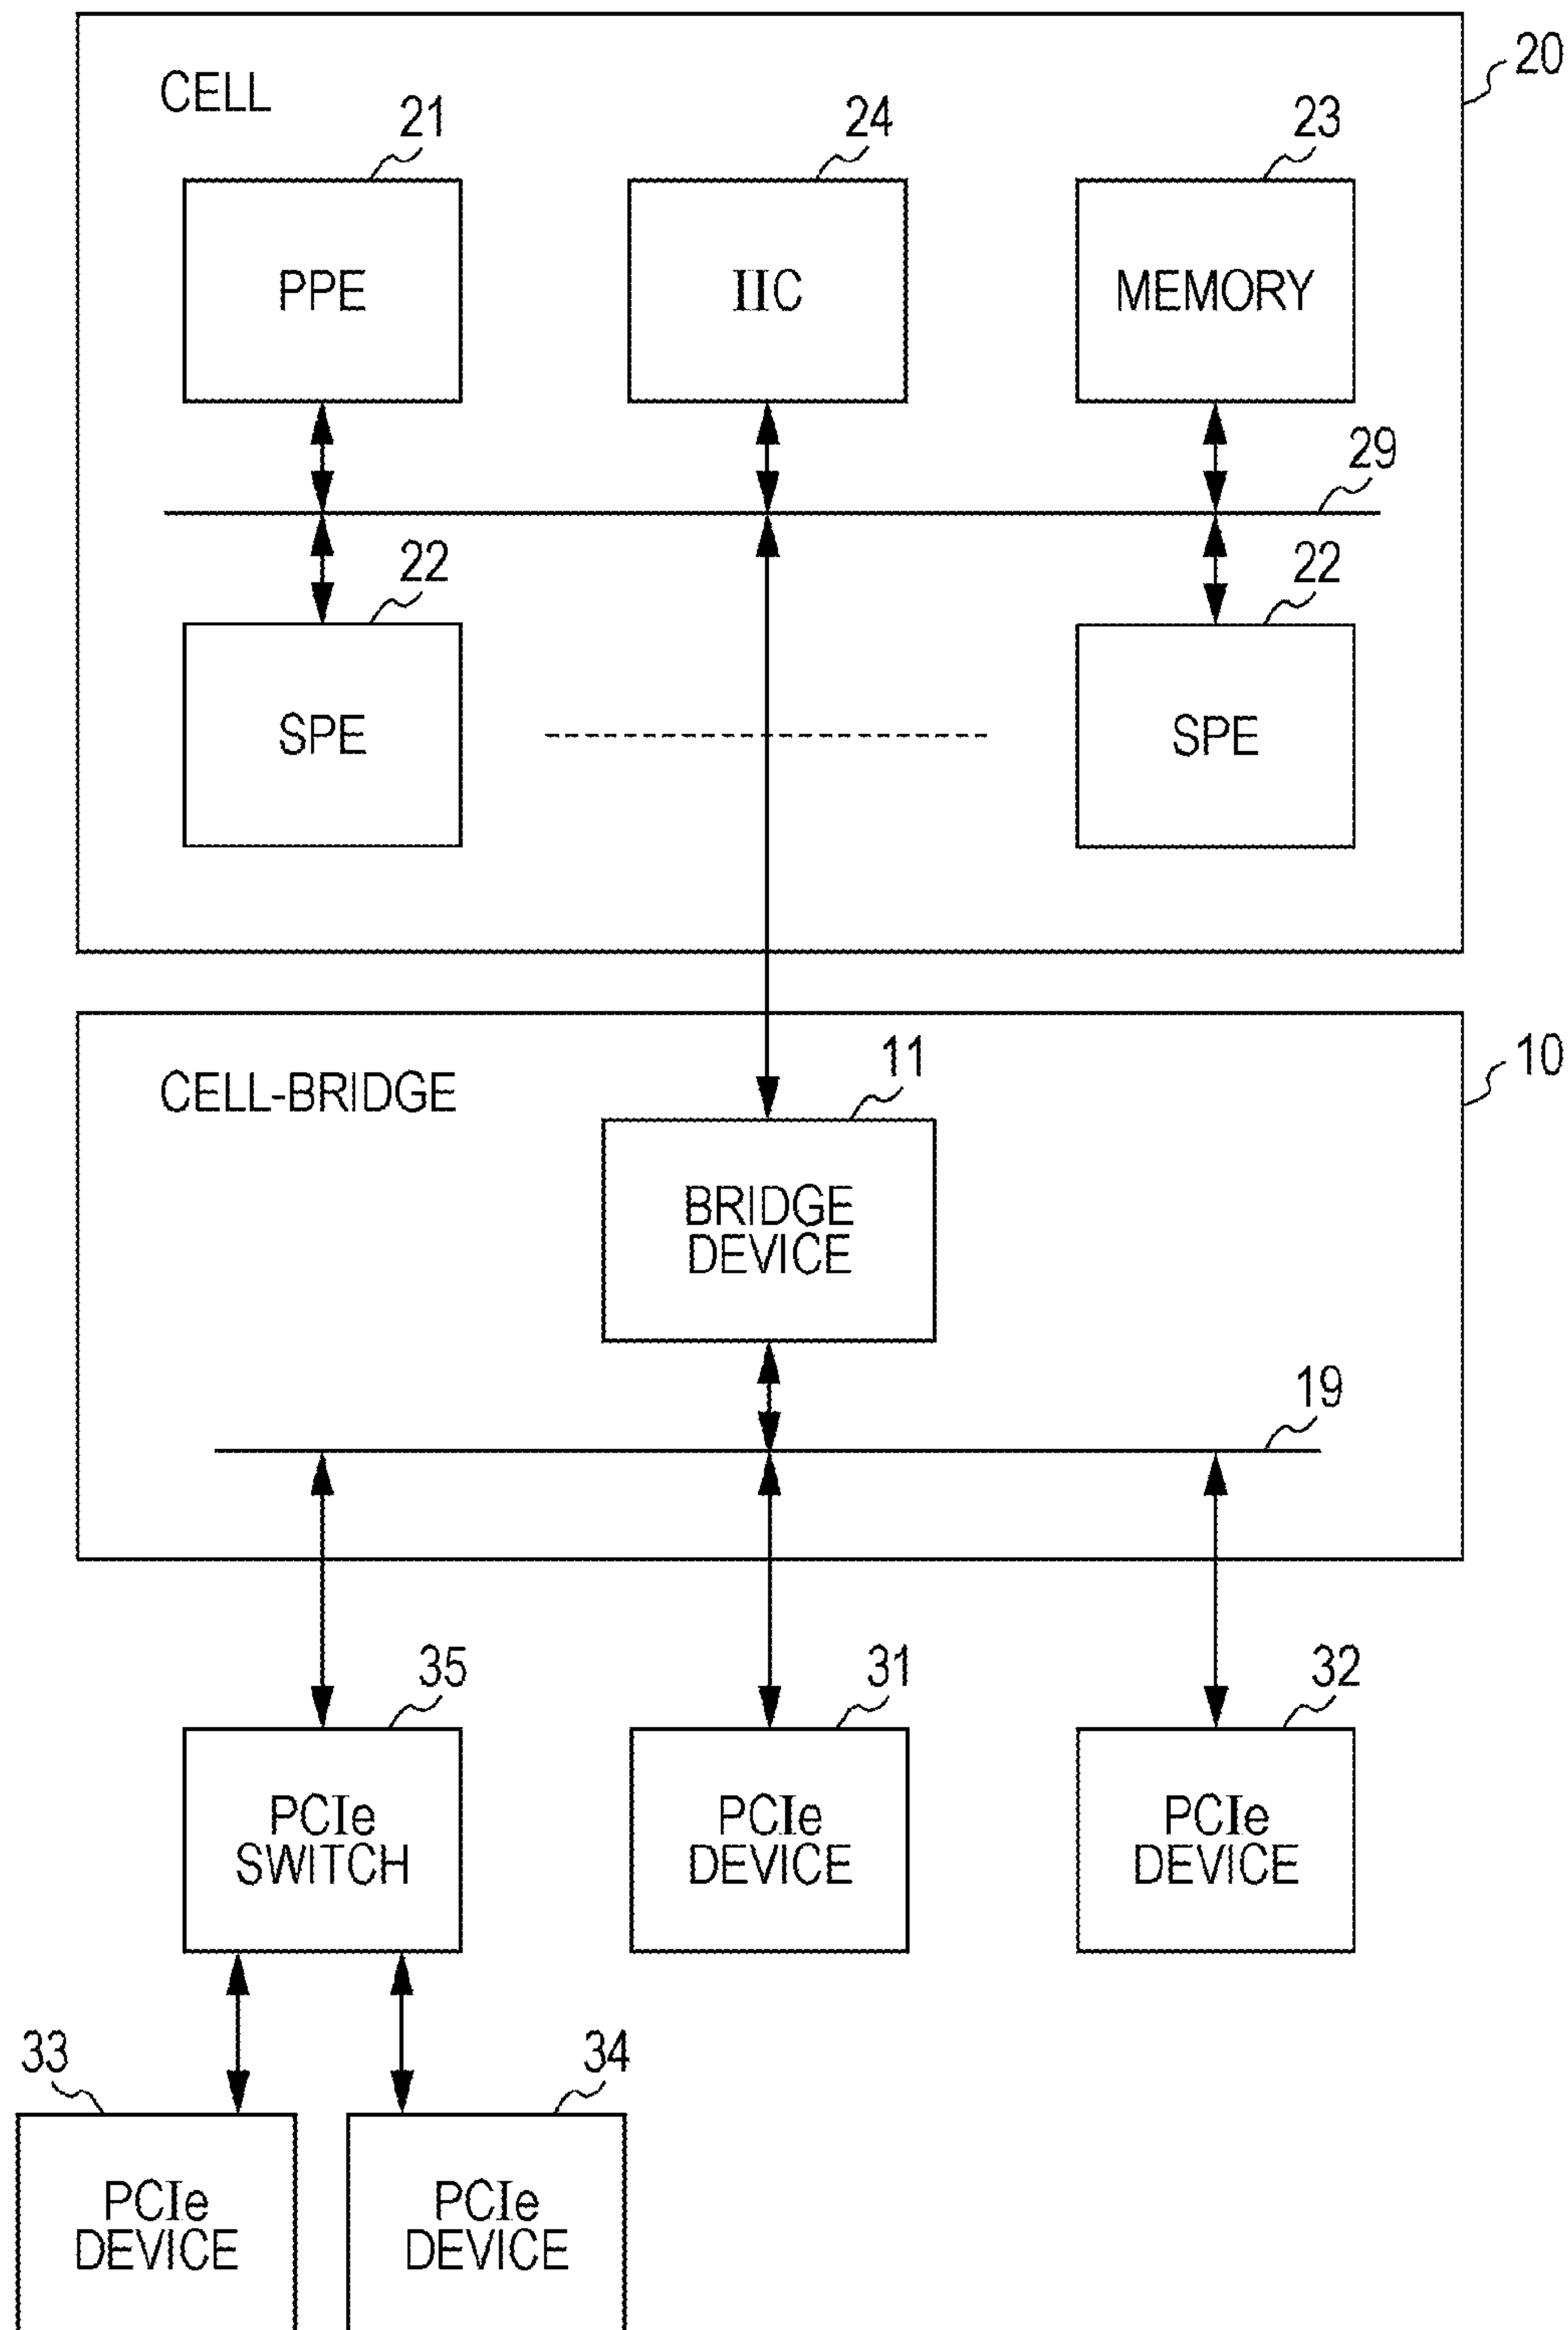 20
CELL
21
24
23
PPE
IIC
MEMORY
29
22
22
SPE
SPE
10
CELL-BRIDGE
11
BRIDGE
DEVICE
19
35
31
32
PCIe
SWITCH
PCIe
DEVICE
PCIe
DEVICE
33
34
PCIe
DEVICE
PCIe
DEVICE